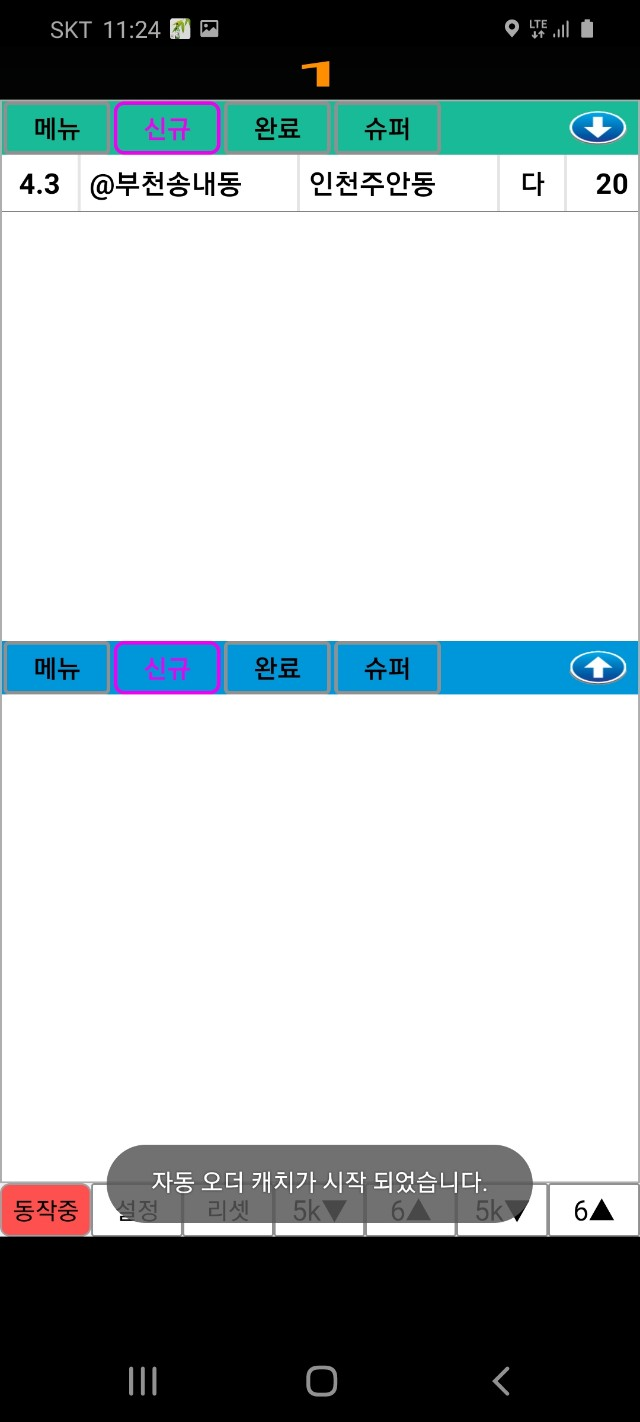 SKT 11:24 LTE
메뉴 신규 완료 슈퍼
4.3 @부천송내동 인천주안동 다 20
메뉴 신규 완료 슈퍼
자동 오더 캐치가 시작 되었습니다.
동작중 설정 리셋 5k▼ 6▲ 5k▼ 6▲